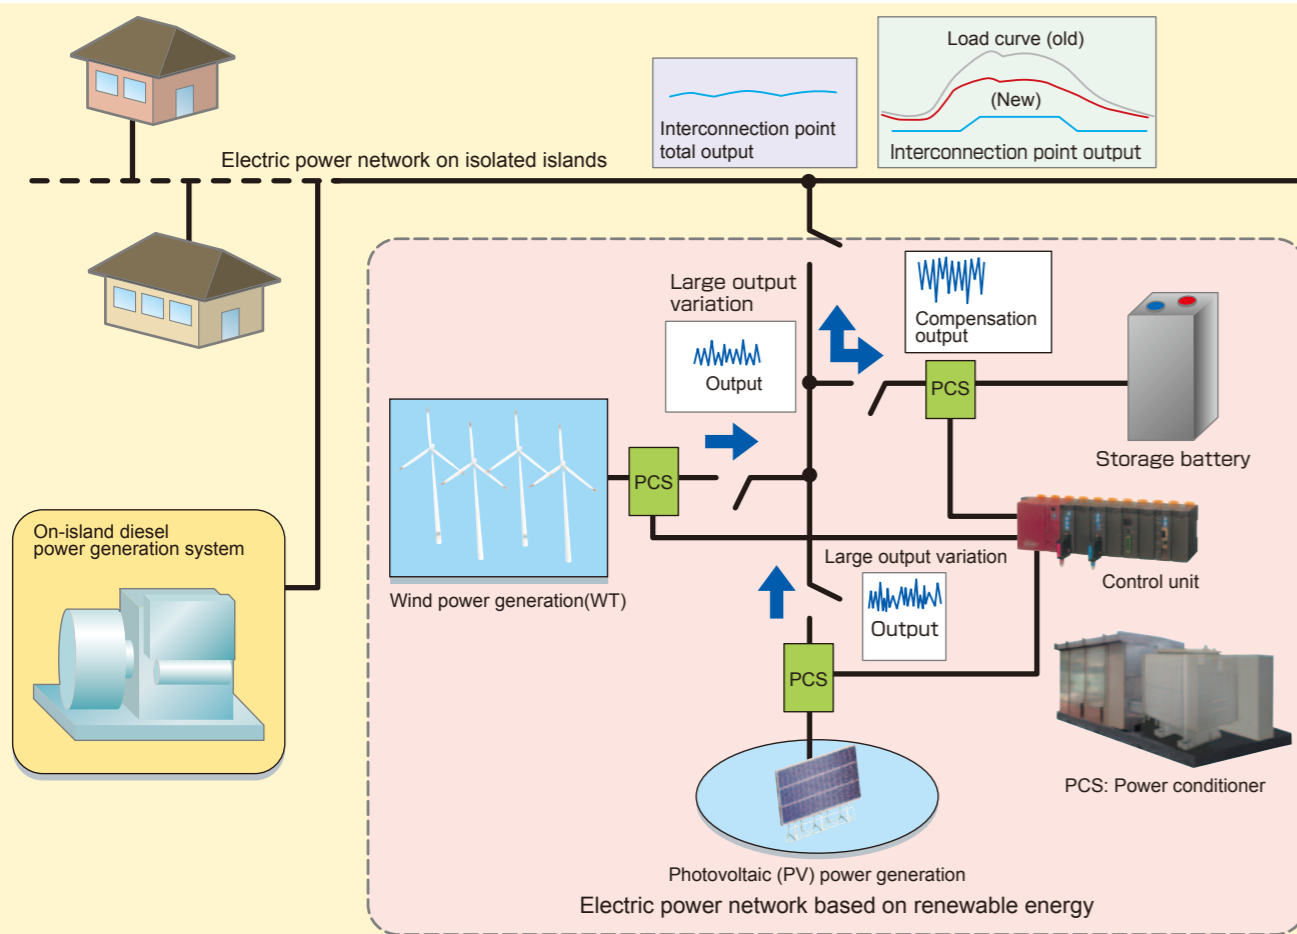 Load curve (old)
(New)
Interconnection point output
Interconnection point
total output
Electric power network on isolated islands
Large output
variation
Output
Compensation
output
PCS
Storage battery
PCS
On-island diesel
power generation system
Wind power generation(WT)
Large output variation
Output
Control unit
PCS
PCS: Power conditioner
Photovoltaic (PV) power generation
Electric power network based on renewable energy